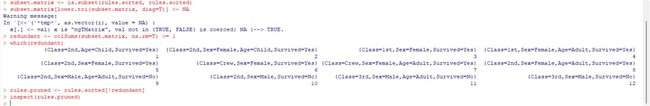 > subset.matrix <- is.subset(rules.sorted, rules.sorted)
> subset.matrix[lower.tri(subset.matrix, diag=T)] <- NA
Warning message:
In `[<-`(`*tmp*`, as.vector(i), value = NA) :
x[.] <- val: x is "ngTMatrix", val not in {TRUE, FALSE} is coerced; NA |--> TRUE.
> redundant <- colSums(subset.matrix, na.rm=T) >= 1
> which(redundant)
{Class=2nd,Age=Child,Survived=Yes} {Class=2nd,Sex=Female,Age=Child,Survived=Yes} {Class=1st,Sex=Female,Survived=Yes} {Class=1st,Sex=Female,Age=Adult,Survived=Yes}
1 2 3 4
{Class=2nd,Sex=Female,Survived=Yes} {Class=Crew,Sex=Female,Survived=Yes} {Class=Crew,Sex=Female,Age=Adult,Survived=Yes} {Class=2nd,Sex=Female,Age=Adult,Survived=Yes}
5 6 7 8
{Class=2nd,Sex=Male,Age=Adult,Survived=No} {Class=2nd,Sex=Male,Survived=No} {Class=3rd,Sex=Male,Age=Adult,Survived=No} {Class=3rd,Sex=Male,Survived=No}
9 10 11 12
> rules.pruned <- rules.sorted[!redundant]
> inspect(rules.pruned)
>